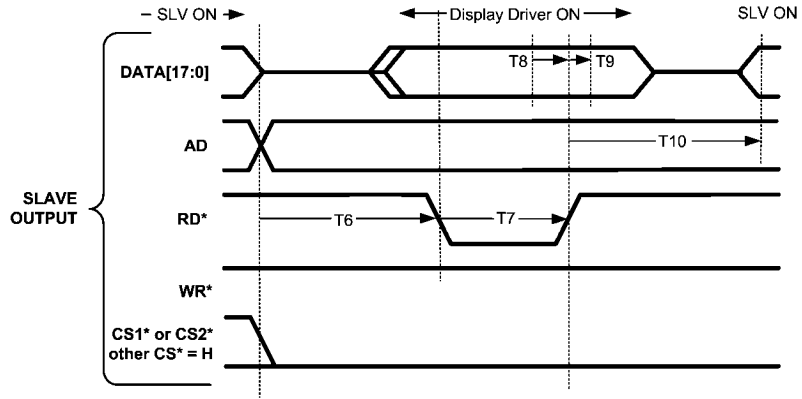 SLV ON
Display Driver ON
SLV ON
DATA[17:0]
T8
T9
AD
T10
SLAVE
OUTPUT
RD*
T6
T7
WR*
CS1* or CS2*
other CS* = H